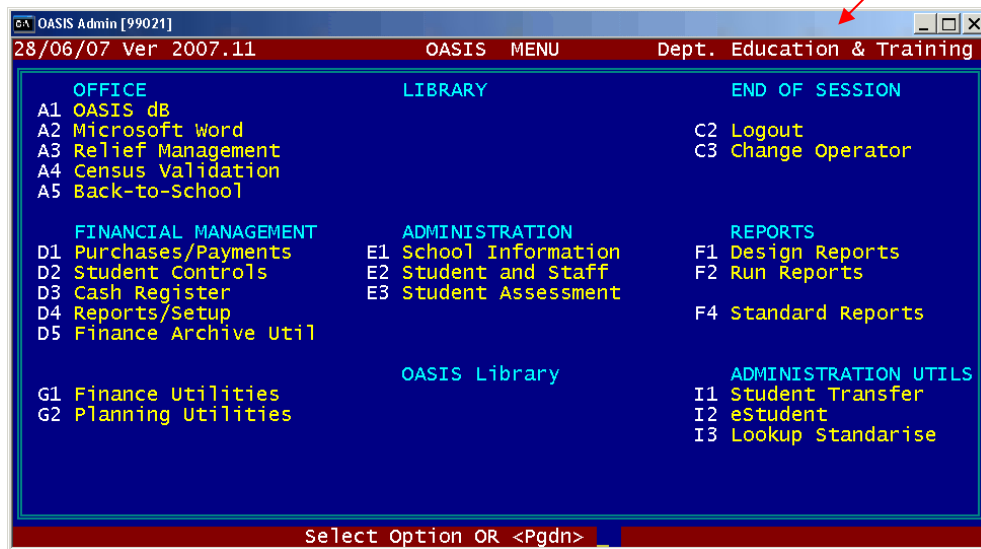 OASIS Admin [99021]
28/06/07 Ver 2007.11 OASIS MENU Dept. Education & Training
OFFICE LIBRARY END OF SESSION
A1 OASIS dB
A2 Microsoft Word C2 Logout
A3 Relief Management C3 Change Operator
A4 Census Validation
A5 Back-to-School
FINANCIAL MANAGEMENT ADMINISTRATION REPORTS
D1 Purchases/Payments E1 School Information F1 Design Reports
D2 Student Controls E2 Student and Staff F2 Run Reports
D3 Cash Register E3 Student Assessment
D4 Reports/Setup F4 Standard Reports
D5 Finance Archive Util
OASIS Library ADMINISTRATION UTILS
G1 Finance Utilities I1 Student Transfer
G2 Planning Utilities I2 eStudent
I3 Lookup Standarise
Select Option OR <Pgdn> _